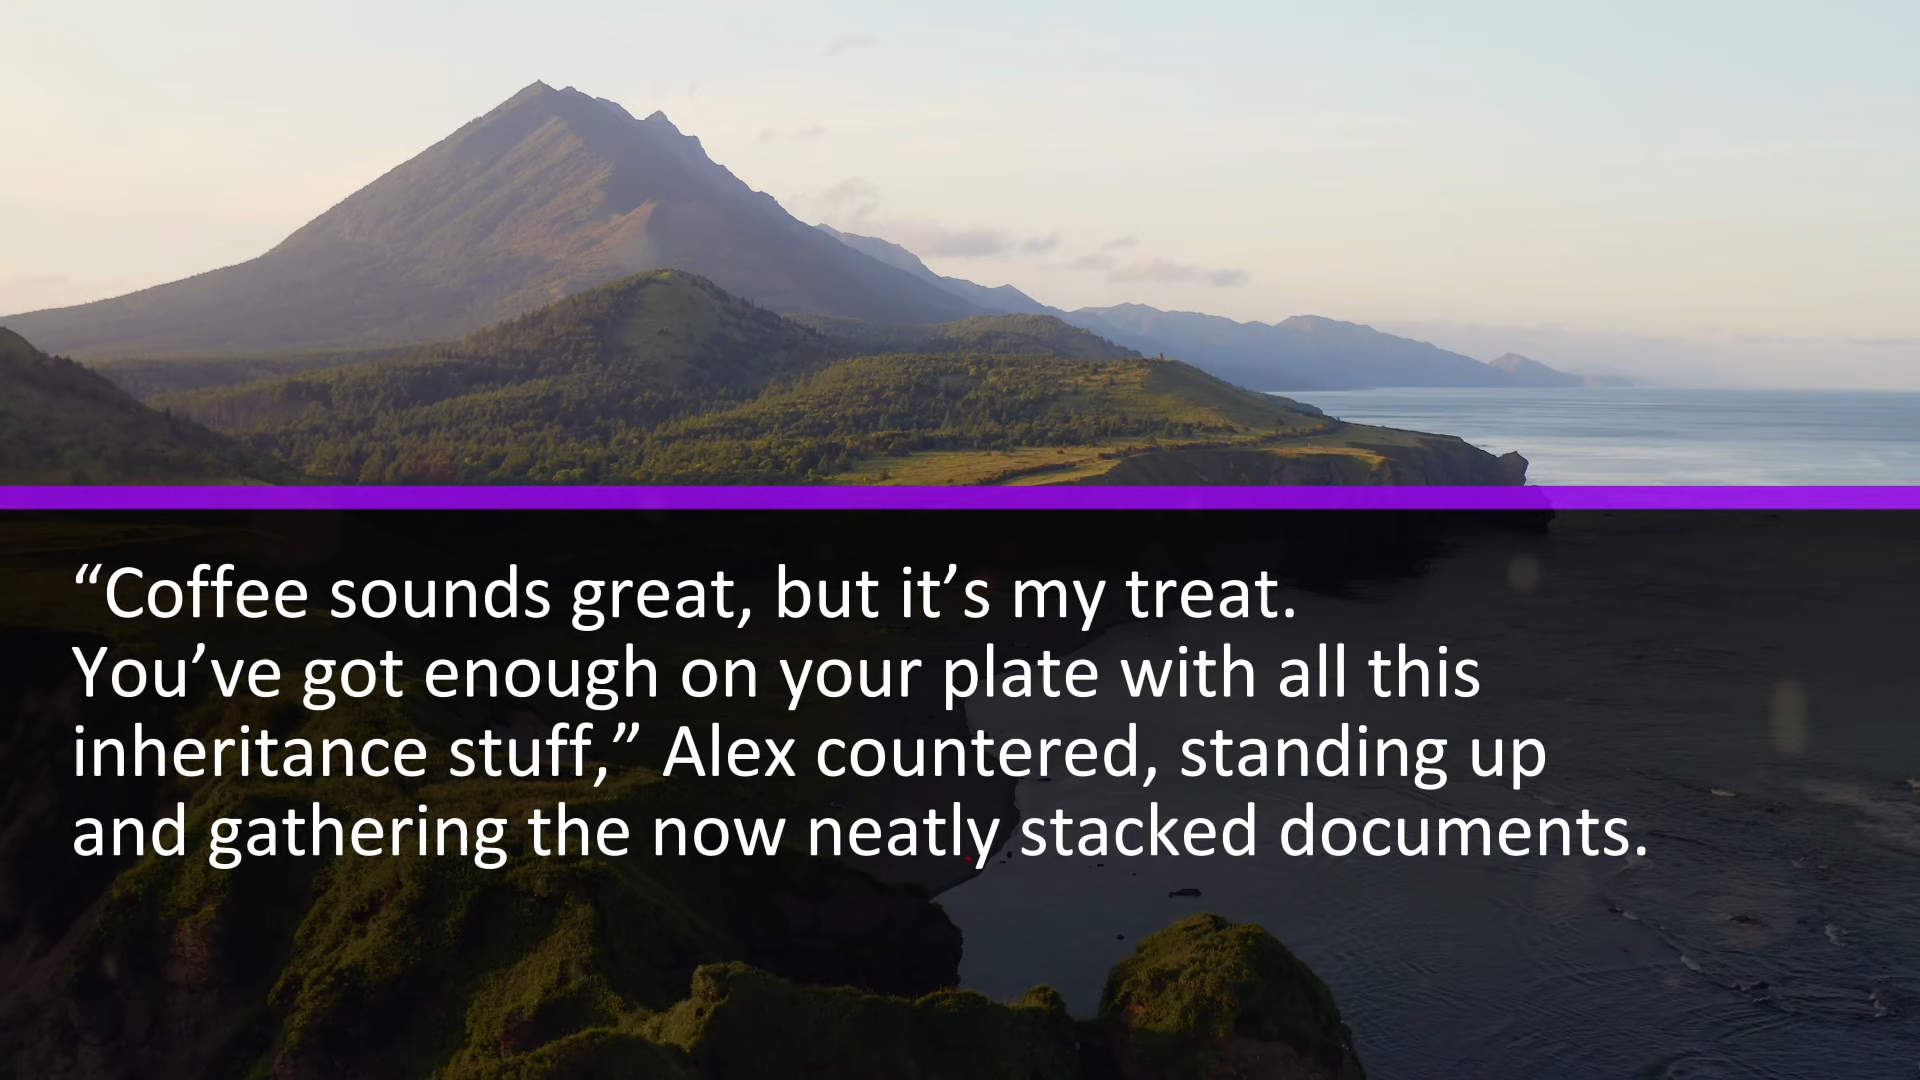 “Coffee sounds great, but it’s my treat.
You’ve got enough on your plate with all this
inheritance stuff,” Alex countered, standing up
and gathering the now neatly stacked documents.